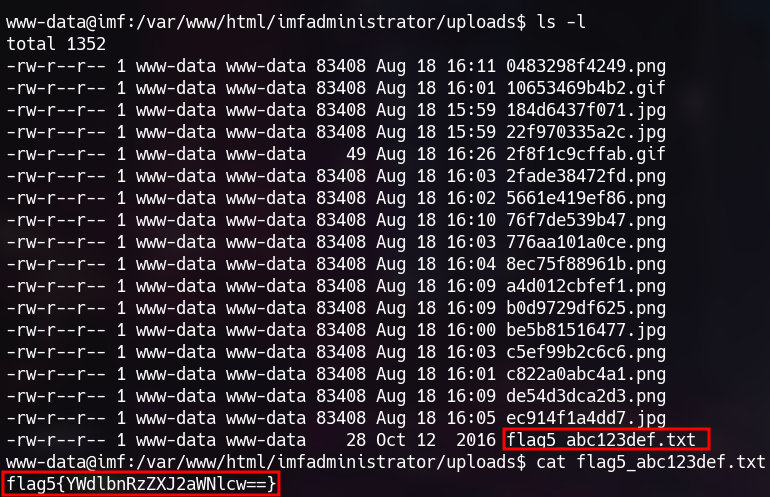 www-data@imf:/var/www/html/imfadministrator/uploads$ ls -l
total 1352
-rw-r--r-- 1 www-data www-data 83408 Aug 18 16:11 0483298f4249.png
-rw-r--r-- 1 www-data www-data 83408 Aug 18 16:01 10653469b4b2.gif
-rw-r--r-- 1 www-data www-data 83408 Aug 18 15:59 184d6437f071.jpg
-rw-r--r-- 1 www-data www-data 83408 Aug 18 15:59 22f970335a2c.jpg
-rw-r--r-- 1 www-data www-data    49 Aug 18 16:26 2f8f1c9cffab.gif
-rw-r--r-- 1 www-data www-data 83408 Aug 18 16:03 2fade38472fd.png
-rw-r--r-- 1 www-data www-data 83408 Aug 18 16:02 5661e419ef86.png
-rw-r--r-- 1 www-data www-data 83408 Aug 18 16:10 76f7de539b47.png
-rw-r--r-- 1 www-data www-data 83408 Aug 18 16:03 776aa101a0ce.png
-rw-r--r-- 1 www-data www-data 83408 Aug 18 16:04 8ec75f88961b.png
-rw-r--r-- 1 www-data www-data 83408 Aug 18 16:09 a4d012cbfef1.png
-rw-r--r-- 1 www-data www-data 83408 Aug 18 16:09 b0d9729df625.png
-rw-r--r-- 1 www-data www-data 83408 Aug 18 16:00 be5b81516477.jpg
-rw-r--r-- 1 www-data www-data 83408 Aug 18 16:03 c5ef99b2c6c6.png
-rw-r--r-- 1 www-data www-data 83408 Aug 18 16:01 c822a0abc4a1.png
-rw-r--r-- 1 www-data www-data 83408 Aug 18 16:09 de54d3dca2d3.png
-rw-r--r-- 1 www-data www-data 83408 Aug 18 16:05 ec914f1a4dd7.jpg
-rw-r--r-- 1 www-data www-data    28 Oct 12  2016 flag5_abc123def.txt
www-data@imf:/var/www/html/imfadministrator/uploads$ cat flag5_abc123def.txt
flag5{YWdlbnRzZXJ2aWNlcw==}